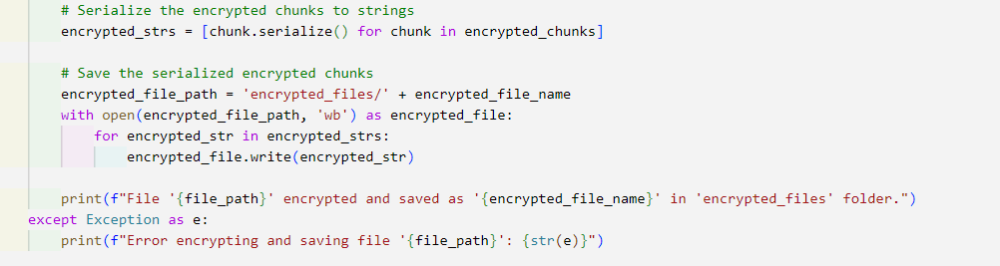 # Serialize the encrypted chunks to strings
encrypted_strs = [chunk.serialize() for chunk in encrypted_chunks]
# Save the serialized encrypted chunks
encrypted_file_path = 'encrypted_files/' + encrypted_file_name
with open(encrypted_file_path, 'wb') as encrypted_file:
for encrypted_str in encrypted_strs:
encrypted_file.write(encrypted_str)
print(f"File '{file_path}' encrypted and saved as '{encrypted_file_name}' in 'encrypted_files' folder.")
except Exception as e:
print(f"Error encrypting and saving file '{file_path}': {str(e)}")